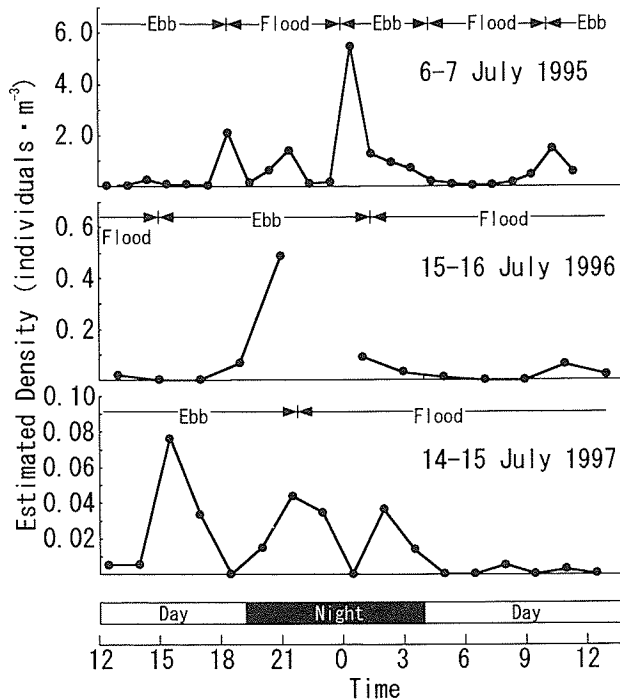 Estimated Density (individuals・m⁻³)
Ebb Flood Ebb Flood Ebb
6.0
4.0
2.0
6-7 July 1995
Flood Ebb Flood
0.6
0.4
0.2
15-16 July 1996
Ebb Flood
0.10
0.08
0.06
0.04
0.02
14-15 July 1997
Day Night Day
12 15 18 21 0 3 6 9 12
Time